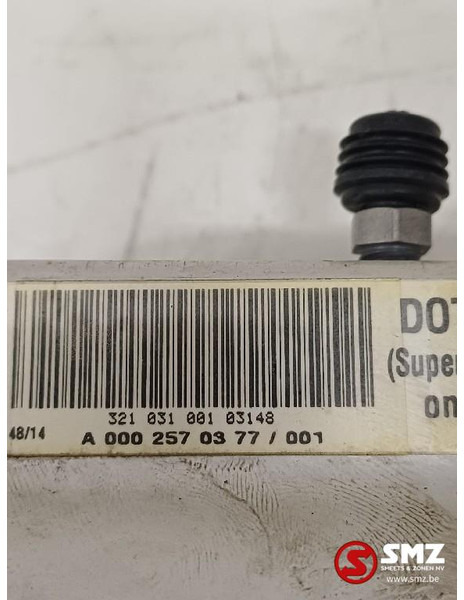 DOT
(Super
on
321 031 001 03148
48/14
A 000 257 03 77 / 001
SMZ
SMEETS & ZONEN NV
www.smz.be